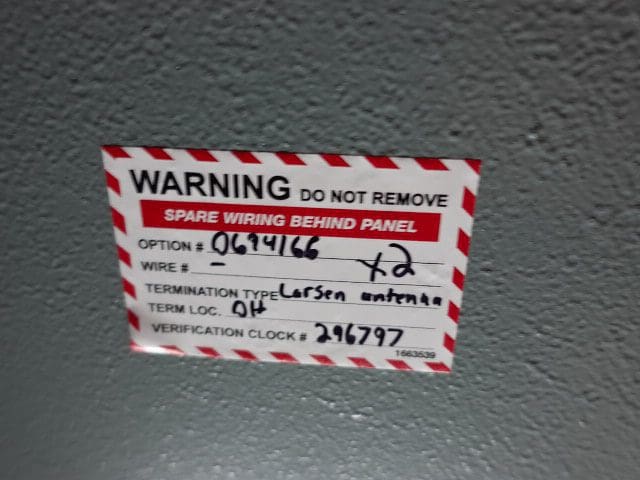 WARNING DO NOT REMOVE
SPARE WIRING BEHIND PANEL
OPTION # 0694166 x2
WIRE # –
TERMINATION TYPE Larsen antenna
TERM LOC. OH
VERIFICATION CLOCK # 296797
1663539